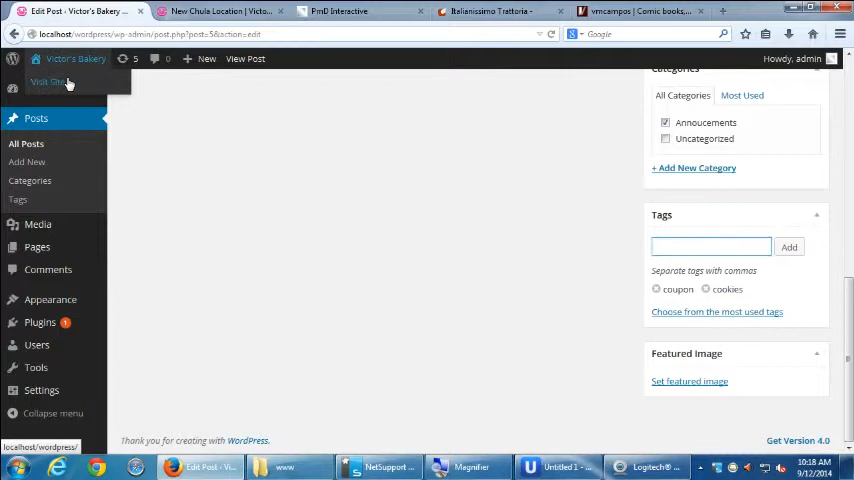 Edit Post ‹ Victor's Bakery ...
New Chula Location | Victo...
PmD Interactive
Italianissimo Trattoria -
vmcampos | Comic books,...
localhost/wordpress/wp-admin/post.php?post=5&action=edit
Google
Victor's Bakery
5
0
New
View Post
Howdy, admin
Visit Site
Posts
All Posts
Add New
Categories
Tags
Media
Pages
Comments
Appearance
Plugins 1
Users
Tools
Settings
Collapse menu
localhost/wordpress/
Categories
All Categories
Most Used
Annoucements
Uncategorized
+ Add New Category
Tags
Add
Separate tags with commas
coupon
cookies
Choose from the most used tags
Featured Image
Set featured image
Thank you for creating with WordPress.
Get Version 4.0
Edit Post ‹ Vic...
www
NetSupport ...
Magnifier
Untitled 1 - ...
Logitech® ...
10:18 AM
9/12/2014